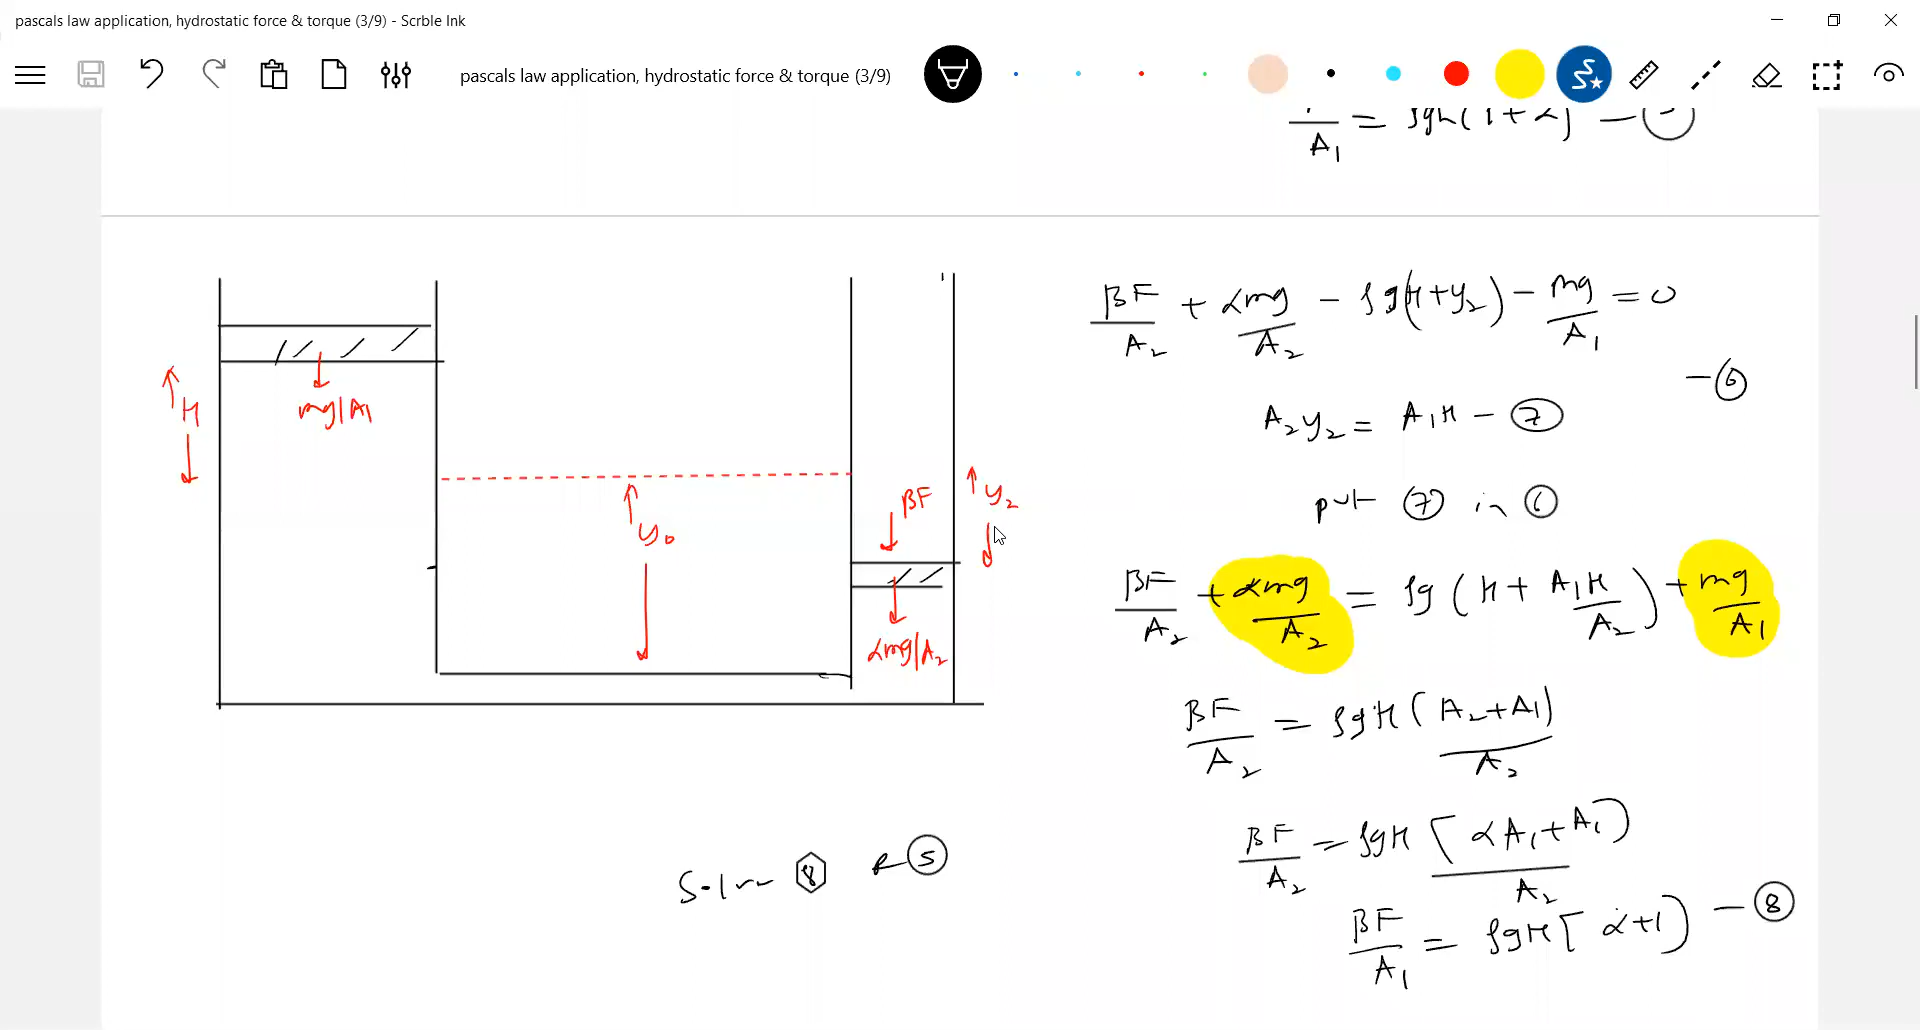 pascals law application, hydrostatic force & torque (3/9) - Scrble Ink
pascals law application, hydrostatic force & torque (3/9)
/A₁ = ρgh(1+α) —
βF/A₂ + αmg/A₂ - ρg(H+y₂) - mg/A₁ = 0
- ⑥
A₂y₂ = A₁H - ⑦
put ⑦ in ⑥
βF/A₂ + αmg/A₂ = ρg(H + A₁H/A₂) + mg/A₁
βF/A₂ = ρgH(A₂+A₁)/A₂
βF/A₂ = ρgH[αA₁+A₁)/A₂
βF/A₁ = ρgH[α+1) - ⑧
H
mg/A₁
y₀
βF
y₂
αmg/A₂
Solve ⑧ & ⑤